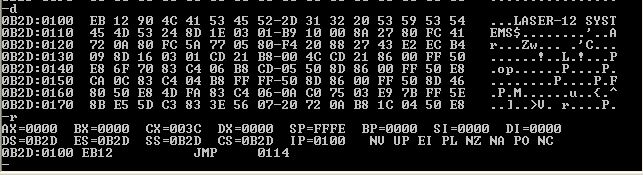 -d
0B2D:0100 EB 12 90 4C 41 53 45 52-2D 31 32 20 53 59 53 54 ...LASER-12 SYST
0B2D:0110 45 4D 53 24 8D 1E 03 01-B9 10 00 8A 27 80 FC 41 EMS$........'..A
0B2D:0120 72 0A 80 FC 5A 77 05 80-F4 20 88 27 43 E2 EC B4 r...Zw... .'C...
0B2D:0130 09 8D 16 03 01 CD 21 B8-00 4C CD 21 86 00 FF 50 ......!..L.!...P
0B2D:0140 E8 6F 70 83 C4 06 B8 CD-05 50 8D 86 00 FF 50 E8 .op......P....P.
0B2D:0150 CA 0C 83 C4 04 B8 FF FF-50 8D 86 00 FF 50 8D 46 ........P....P.F
0B2D:0160 80 50 E8 4D FA 83 C4 06-0A C0 75 03 E9 7B FF 5E .P.M......u..{.^
0B2D:0170 8B E5 5D C3 83 3E 56 07-20 72 0A B8 1C 04 50 E8 ..]..>V. r....P.
-r
AX=0000 BX=0000 CX=003C DX=0000 SP=FFFE BP=0000 SI=0000 DI=0000
DS=0B2D ES=0B2D SS=0B2D CS=0B2D IP=0100 NV UP EI PL NZ NA PO NC
0B2D:0100 EB12 JMP 0114
-